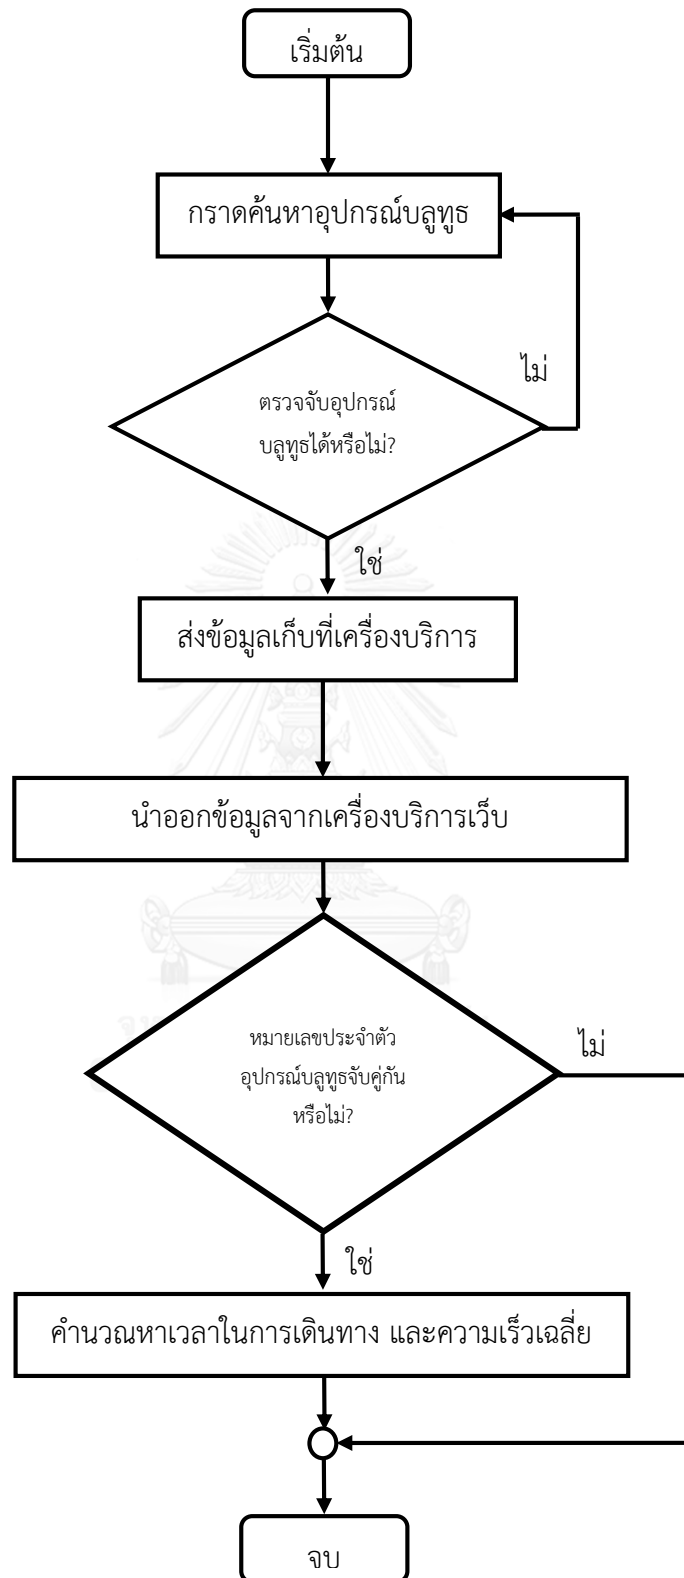 เริ่มต้น
กราดค้นหาอุปกรณ์บลูทูธ
ไม่
ตรวจจับอุปกรณ์
บลูทูธได้หรือไม่?
ใช่
ส่งข้อมูลเก็บที่เครื่องบริการ
นำออกข้อมูลจากเครื่องบริการเว็บ
ไม่
หมายเลขประจำตัว
อุปกรณ์บลูทูธจับคู่กัน
หรือไม่?
ใช่
คำนวณหาเวลาในการเดินทาง และความเร็วเฉลี่ย
จบ